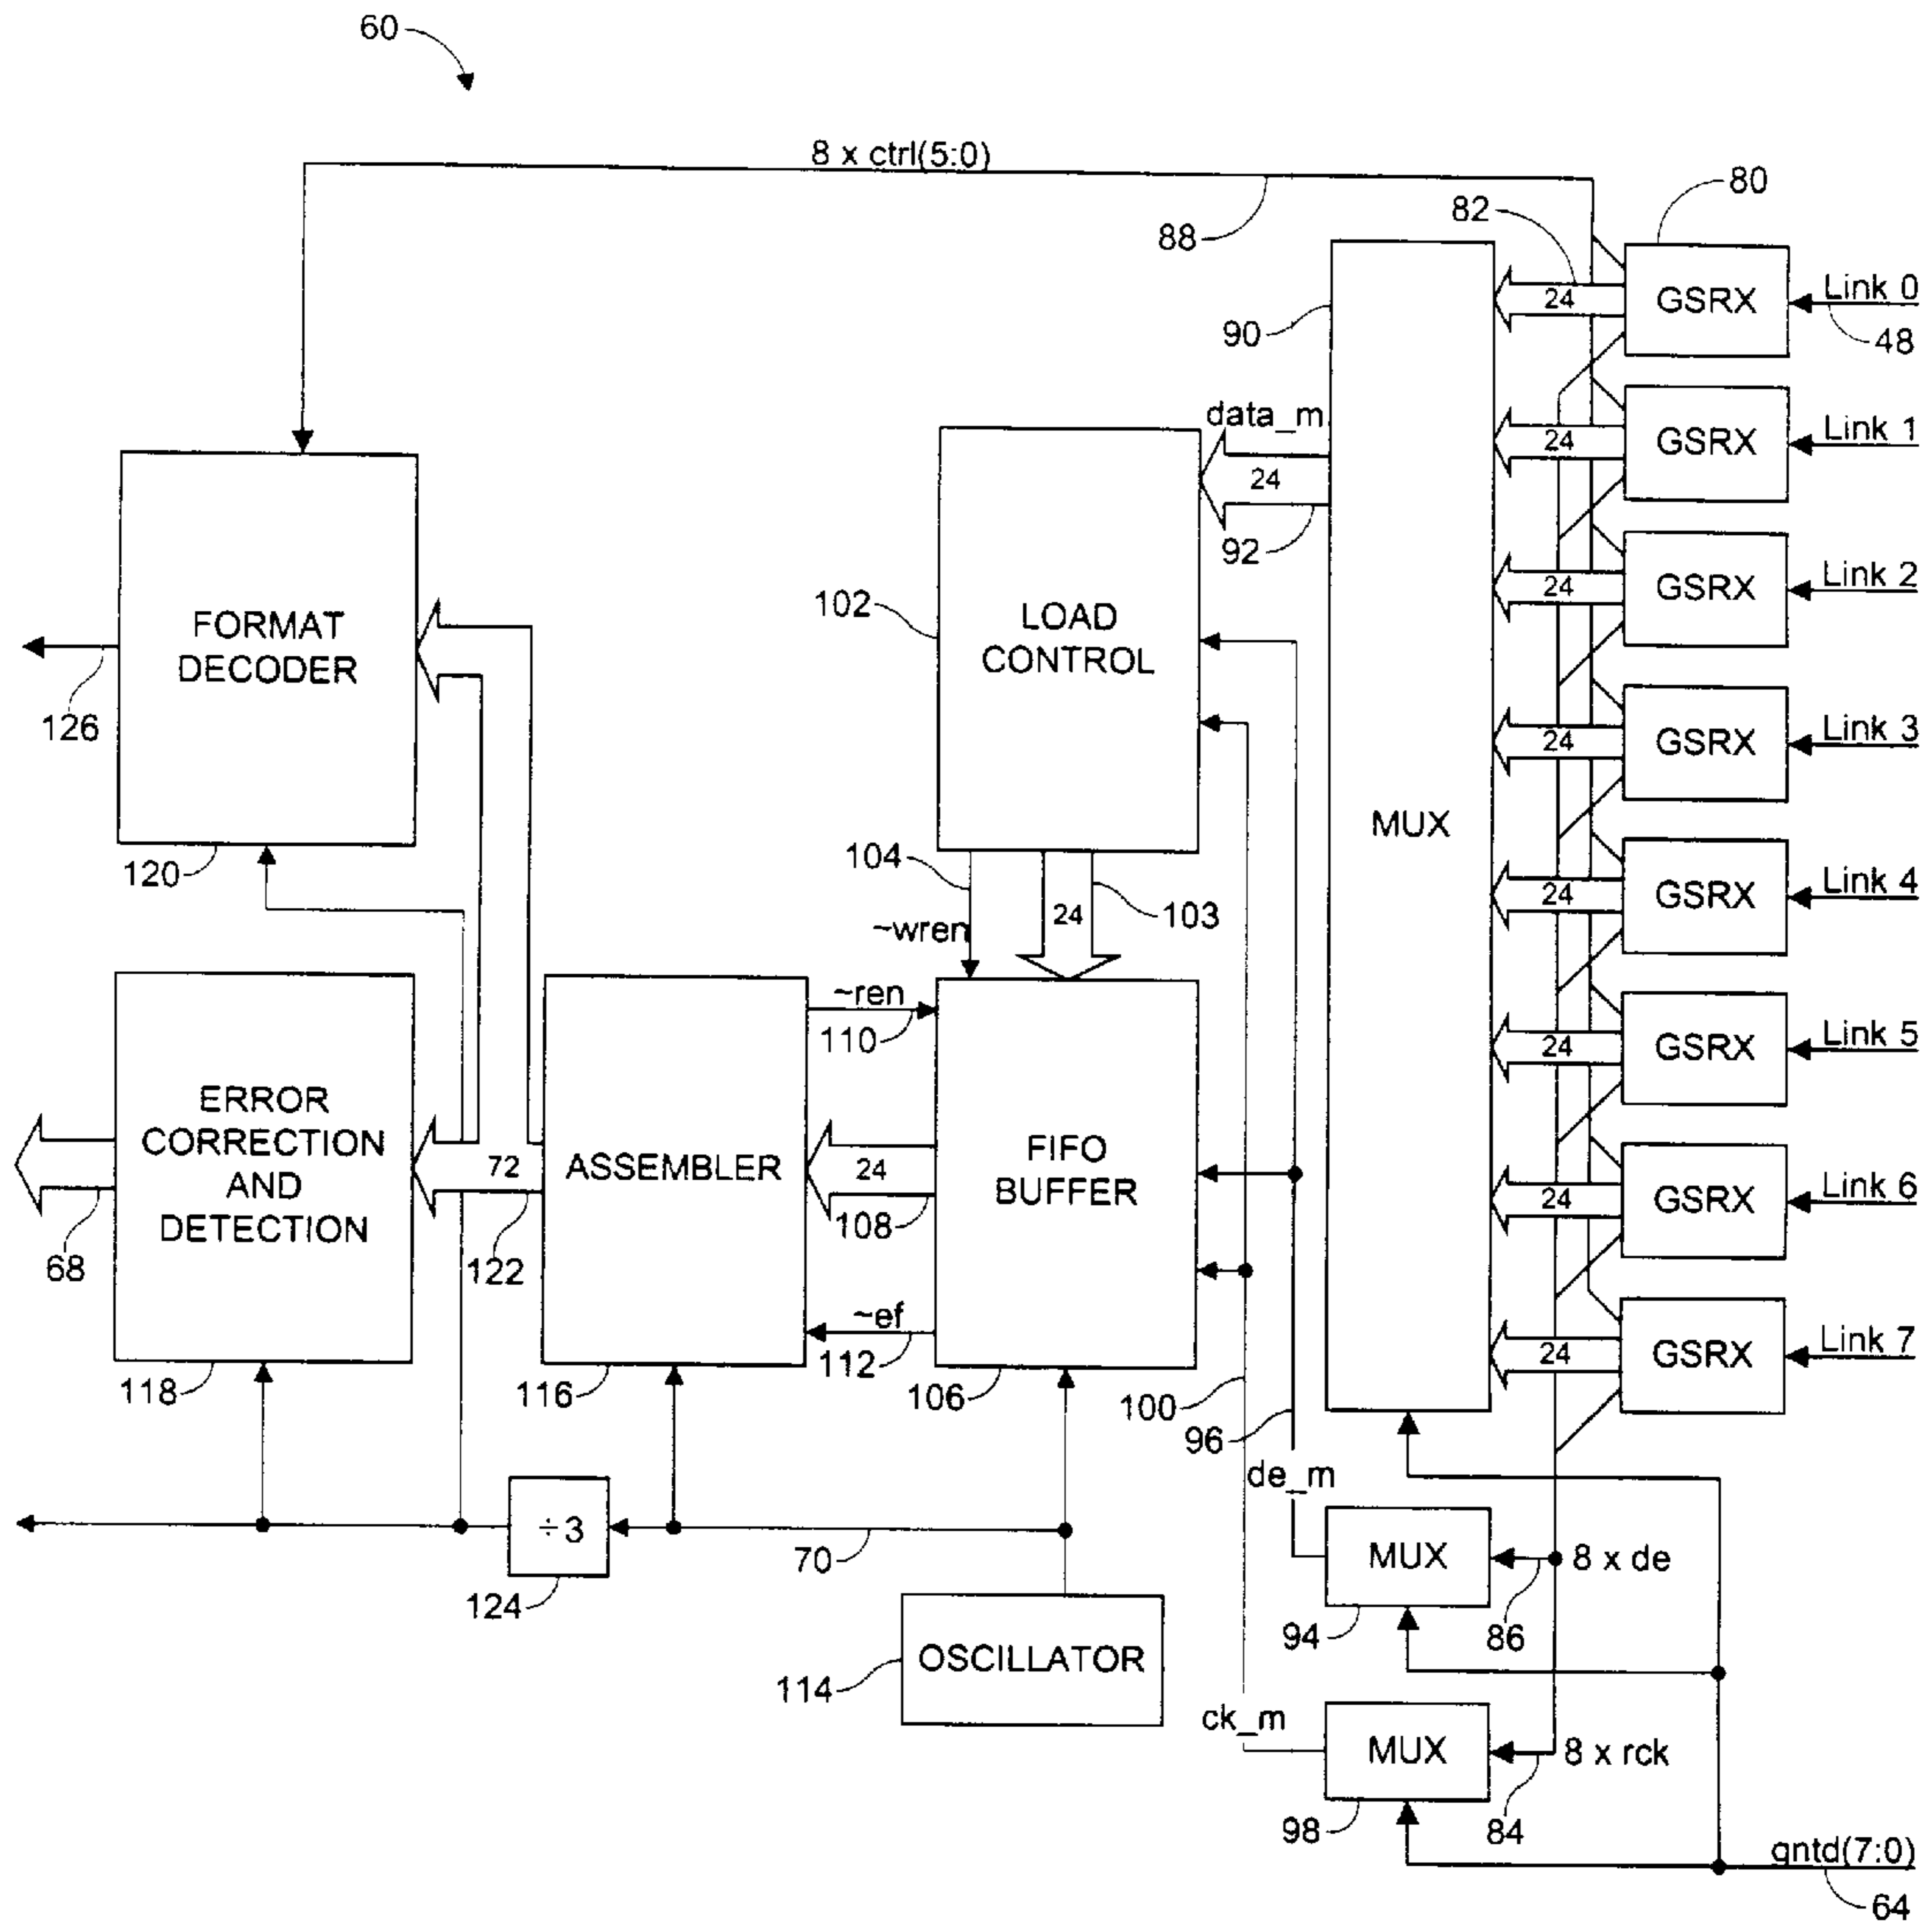 60
8 x ctrl(5:0)
88
82
80
GSRX
Link 0
48
24
90
GSRX
Link 1
24
data_m
24
92
GSRX
Link 2
24
102
LOAD
CONTROL
FORMAT
DECODER
126
120
GSRX
Link 3
24
MUX
104
~wren
24
103
GSRX
Link 4
24
GSRX
Link 5
24
~ren
110
ERROR
CORRECTION
AND
DETECTION
68
118
72
122
ASSEMBLER
116
24
108
FIFO
BUFFER
106
~ef
112
GSRX
Link 6
24
GSRX
Link 7
24
100
96
de_m
÷3
124
70
MUX
94
8 x de
86
OSCILLATOR
114
ck_m
MUX
98
8 x rck
84
gntd(7:0)
64